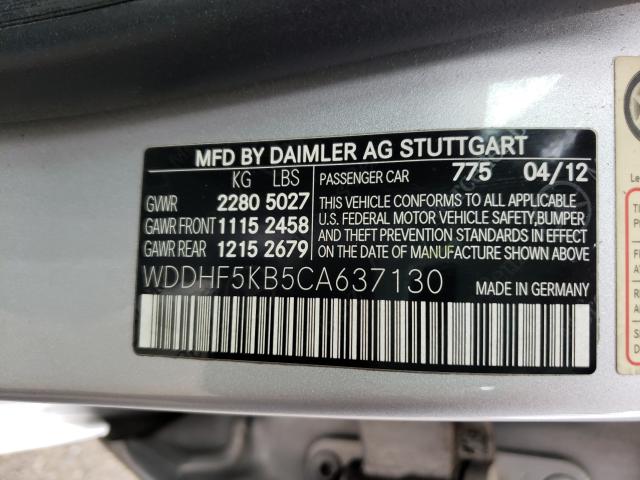 MFD BY DAIMLER AG STUTTGART
KG LBS
PASSENGER CAR 775 04/12
GVWR 2280 5027
GAWR FRONT 1115 2458
GAWR REAR 1215 2679
THIS VEHICLE CONFORMS TO ALL APPLICABLE
U.S. FEDERAL MOTOR VEHICLE SAFETY,BUMPER
AND THEFT PREVENTION STANDARDS IN EFFECT
ON THE DATE OF MANUFACTURE SHOWN ABOVE
WDDHF5KB5CA637130
MADE IN GERMANY